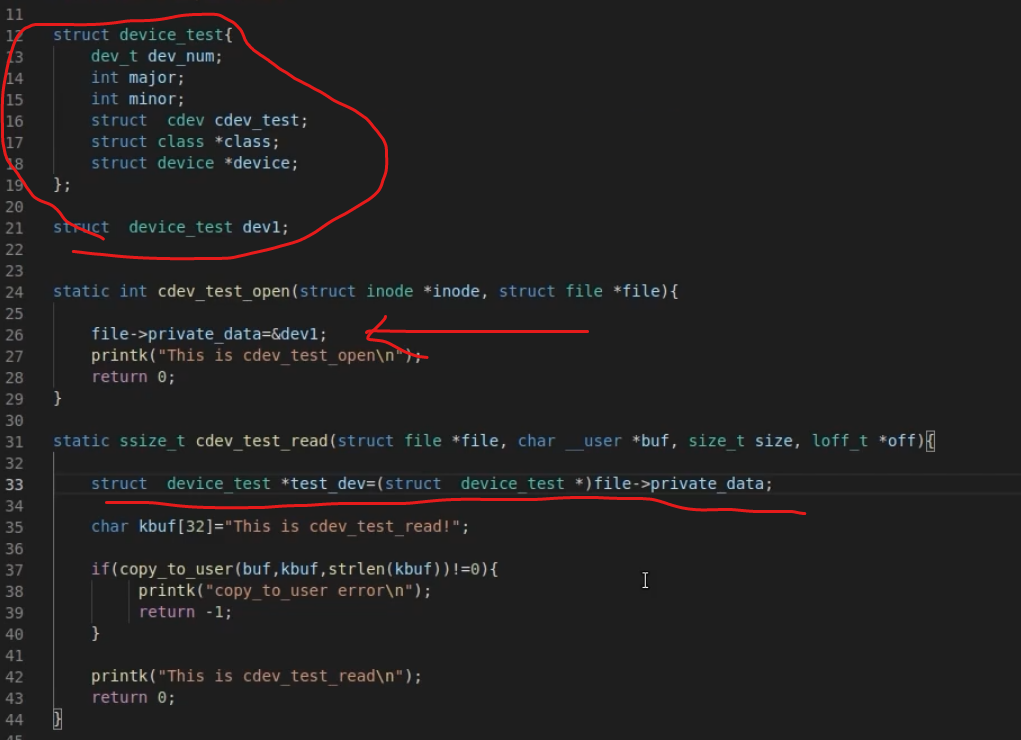 11
12 struct device_test{
13 dev_t dev_num;
14 int major;
15 int minor;
16 struct  cdev cdev_test;
17 struct class *class;
18 struct device *device;
19 };
20
21 struct  device_test dev1;
22
23
24 static int cdev_test_open(struct inode *inode, struct file *file){
25
26 file->private_data=&dev1;
27 printk("This is cdev_test_open\n");
28 return 0;
29 }
30
31 static ssize_t cdev_test_read(struct file *file, char __user *buf, size_t size, loff_t *off){
32
33 struct  device_test *test_dev=(struct  device_test *)file->private_data;
34
35 char kbuf[32]="This is cdev_test_read!";
36
37 if(copy_to_user(buf,kbuf,strlen(kbuf))!=0){
38 printk("copy_to_user error\n");
39 return -1;
40 }
41
42 printk("This is cdev_test_read\n");
43 return 0;
44 }